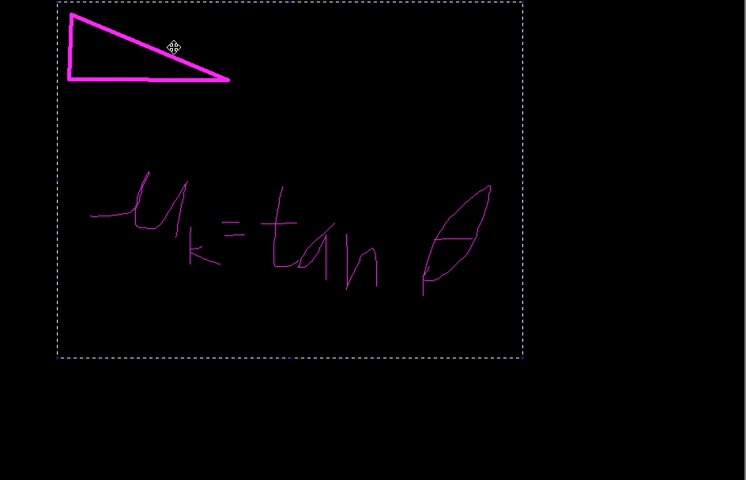 μₖ = tan θ